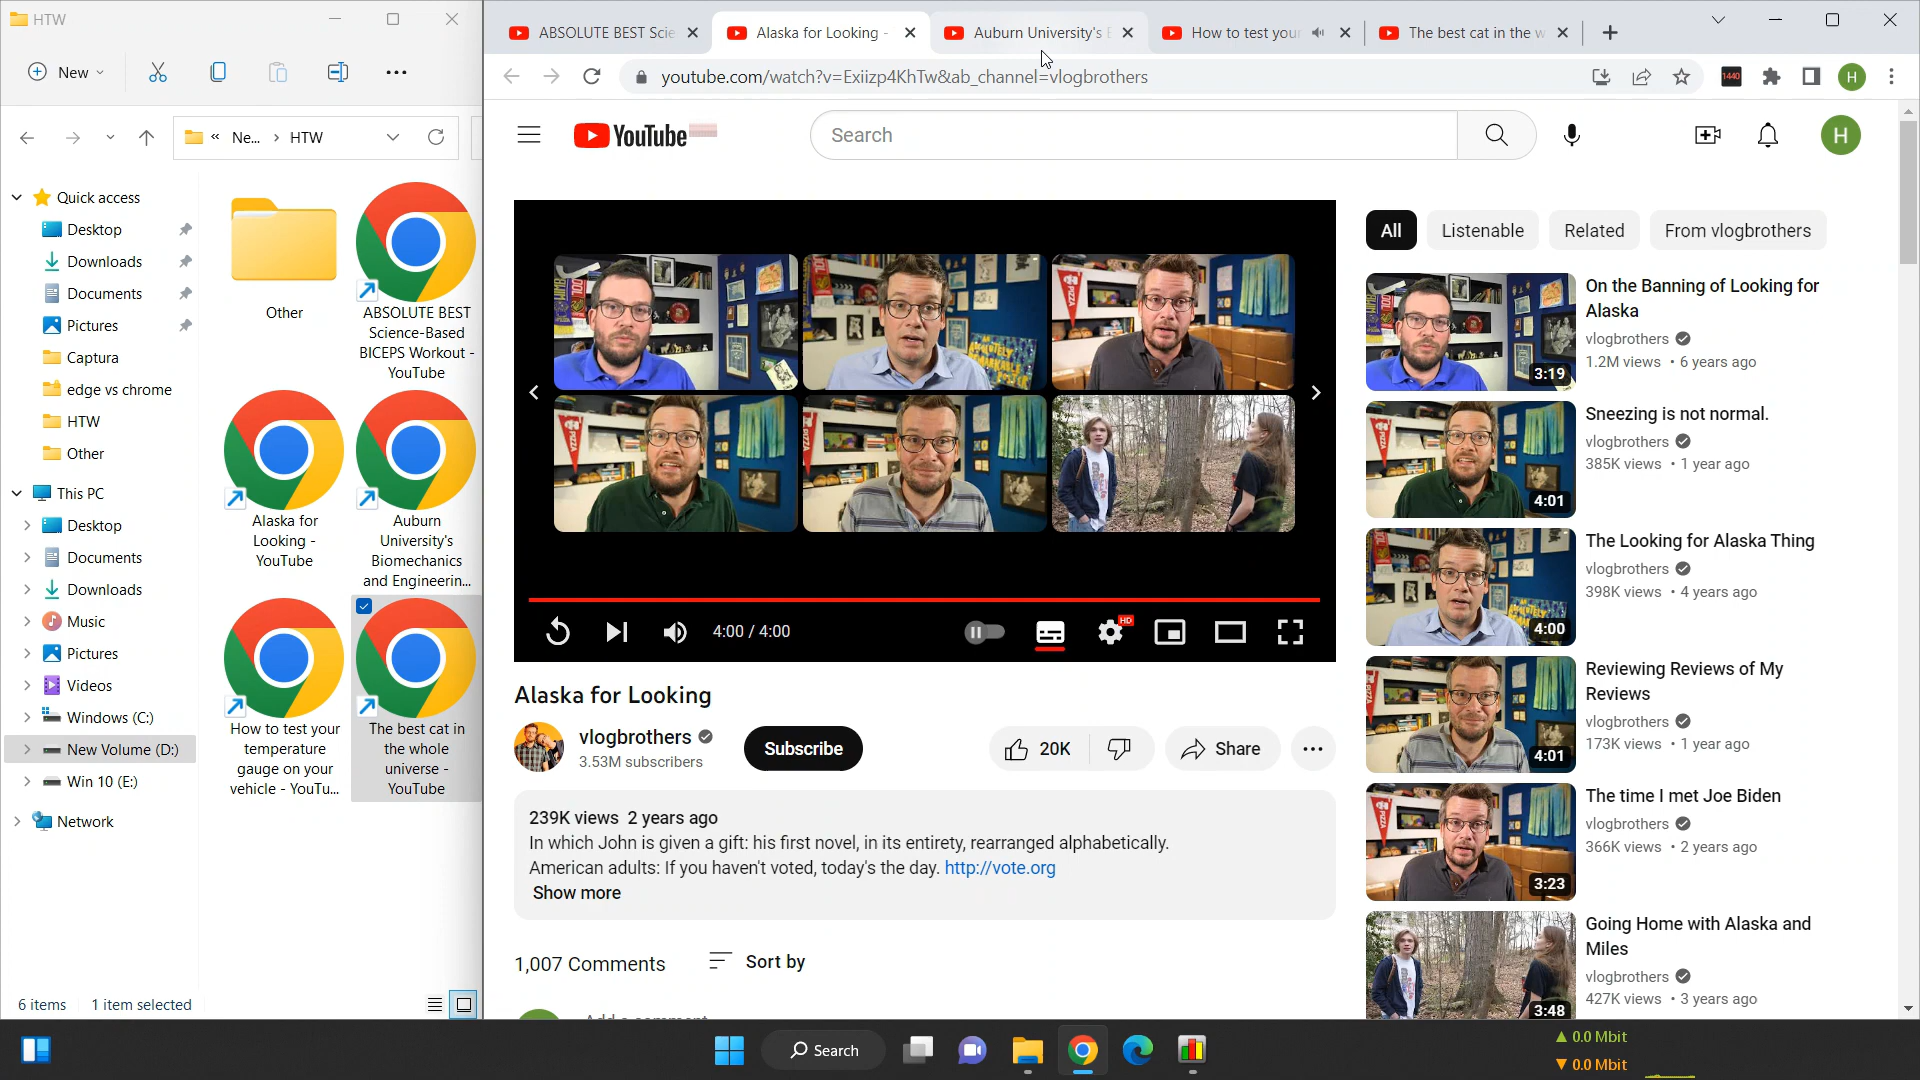 HTW
New
« Ne... › HTW
Quick access
Desktop
Downloads
Documents
Pictures
Captura
edge vs chrome
HTW
Other
This PC
Desktop
Documents
Downloads
Music
Pictures
Videos
Windows (C:)
New Volume (D:)
Win 10 (E:)
Network
Other
ABSOLUTE BEST
Science-Based
BICEPS Workout -
YouTube
Alaska for
Looking -
YouTube
Auburn
University's
Biomechanics
and Engineerin...
How to test your
temperature
gauge on your
vehicle - YouTu...
The best cat in
the whole
universe -
YouTube
6 items 1 item selected
ABSOLUTE BEST Scie
Alaska for Looking -
Auburn University's
How to test your
The best cat in the w
youtube.com/watch?v=Exiizp4KhTw&ab_channel=vlogbrothers
1440
H
YouTube
Search
H
PIZZA
PIZZA
PIZZA
HD
4:00 / 4:00
Alaska for Looking
vlogbrothers
3.53M subscribers
Subscribe
20K
Share
239K views 2 years ago
In which John is given a gift: his first novel, in its entirety, rearranged alphabetically.
American adults: If you haven't voted, today's the day. http://vote.org
Show more
1,007 Comments
Sort by
All
Listenable
Related
From vlogbrothers
On the Banning of Looking for
Alaska
vlogbrothers
1.2M views • 6 years ago
3:19
Sneezing is not normal.
vlogbrothers
385K views • 1 year ago
4:01
The Looking for Alaska Thing
vlogbrothers
398K views • 4 years ago
4:00
Reviewing Reviews of My
Reviews
vlogbrothers
173K views • 1 year ago
4:01
The time I met Joe Biden
vlogbrothers
366K views • 2 years ago
3:23
Going Home with Alaska and
Miles
vlogbrothers
427K views • 3 years ago
3:48
Search
0.0 Mbit
0.0 Mbit